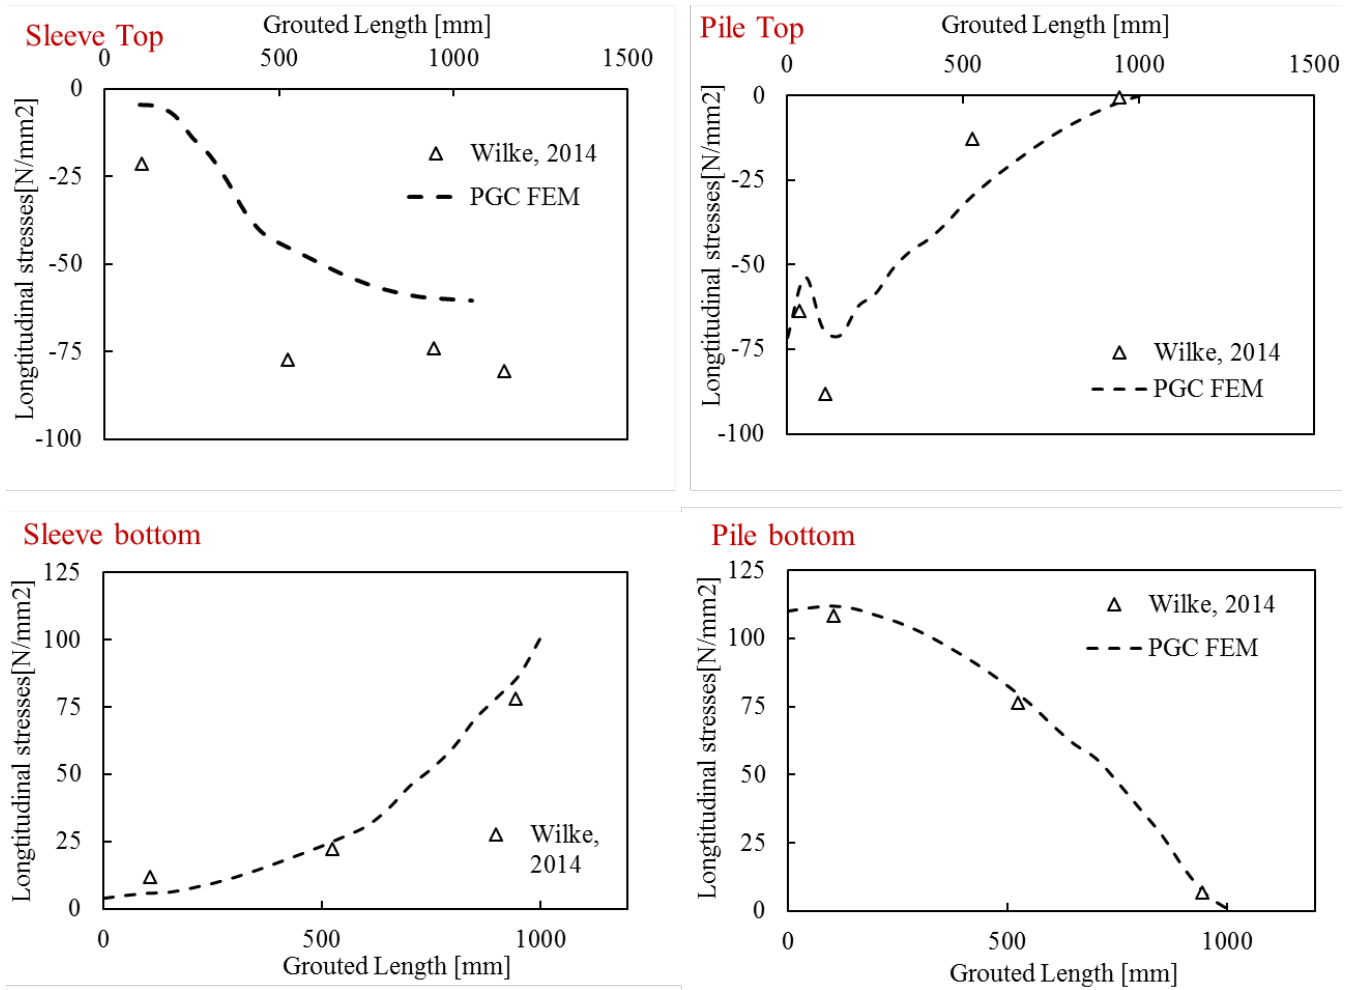 Sleeve Top
Grouted Length [mm]
0
500
1000
1500
0
-25
-50
-75
-100
Longtitudinal stresses[N/mm2]
Wilke, 2014
PGC FEM
Pile Top
Grouted Length [mm]
0
500
1000
1500
0
-25
-50
-75
-100
Longtitudinal stresses[N/mm2]
Wilke, 2014
PGC FEM
Sleeve bottom
125
100
75
50
25
0
Longtitudinal stresses[N/mm2]
Wilke,
2014
0
500
1000
Grouted Length [mm]
Pile bottom
125
100
75
50
25
0
Longtitudinal stresses[N/mm2]
Wilke, 2014
PGC FEM
0
500
1000
Grouted Length [mm]